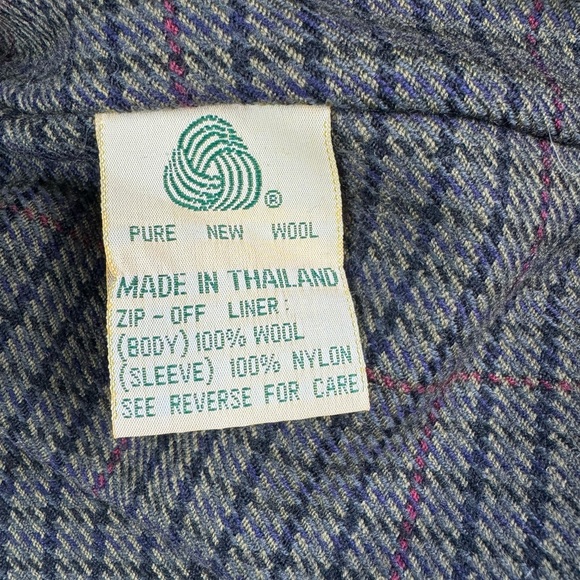 ®
PURE NEW WOOL
MADE IN THAILAND
ZIP-OFF LINER:
(BODY) 100% WOOL
(SLEEVE) 100% NYLON
SEE REVERSE FOR CARE